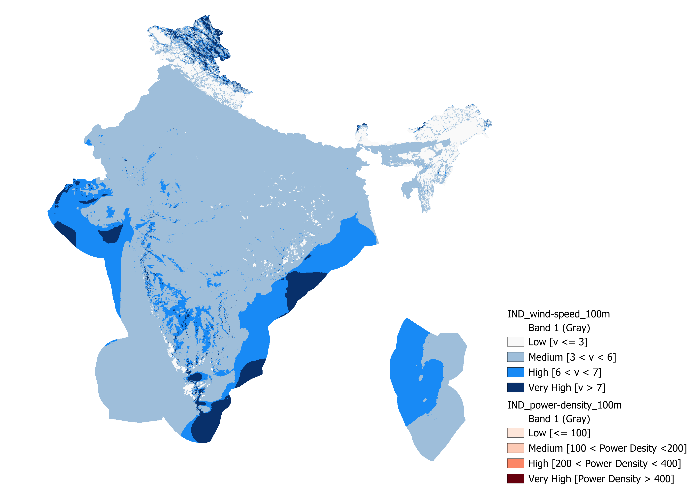 IND_wind-speed_100m
Band 1 (Gray)
Low [v <= 3]
Medium [3 < v < 6]
High [6 < v < 7]
Very High [v > 7]
IND_power-density_100m
Band 1 (Gray)
Low [<= 100]
Medium [100 < Power Desity <200]
High [200 < Power Density < 400]
Very High [Power Density > 400]